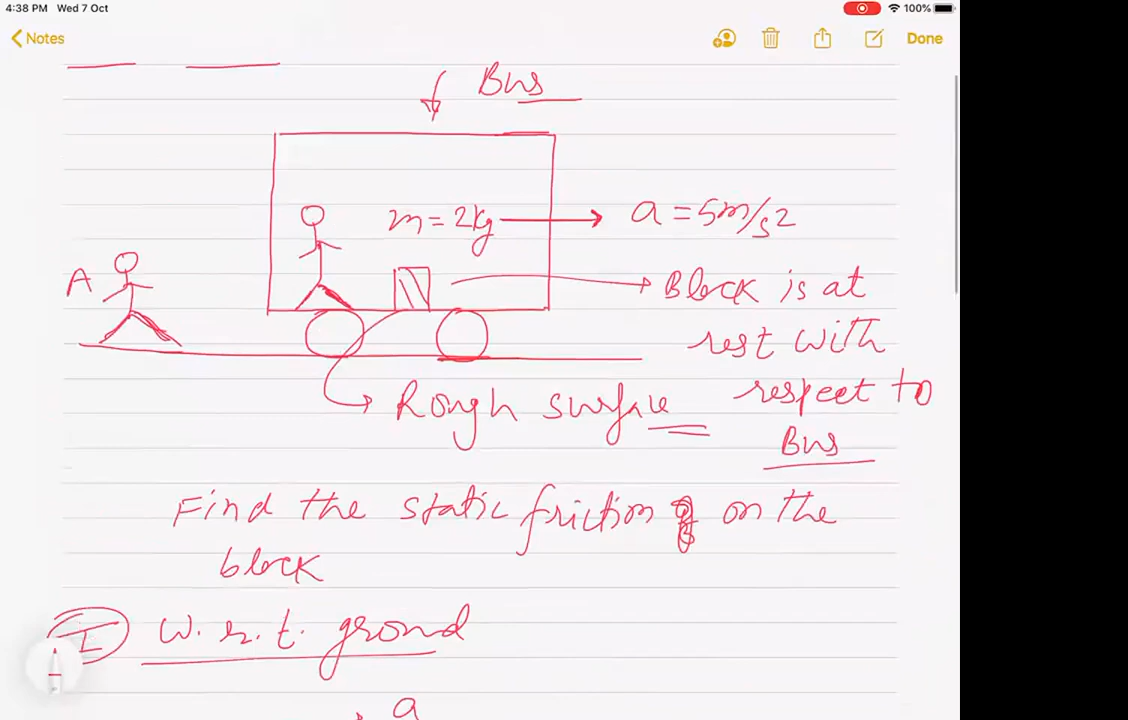 4:38 PM Wed 7 Oct
100%
Notes
Done
Bus
m = 2kg
a = 5m/s2
A
Block is at
rest with
respect to
Bus
Rough surface
Find the static friction on the
block
I w.r.t. grond
a